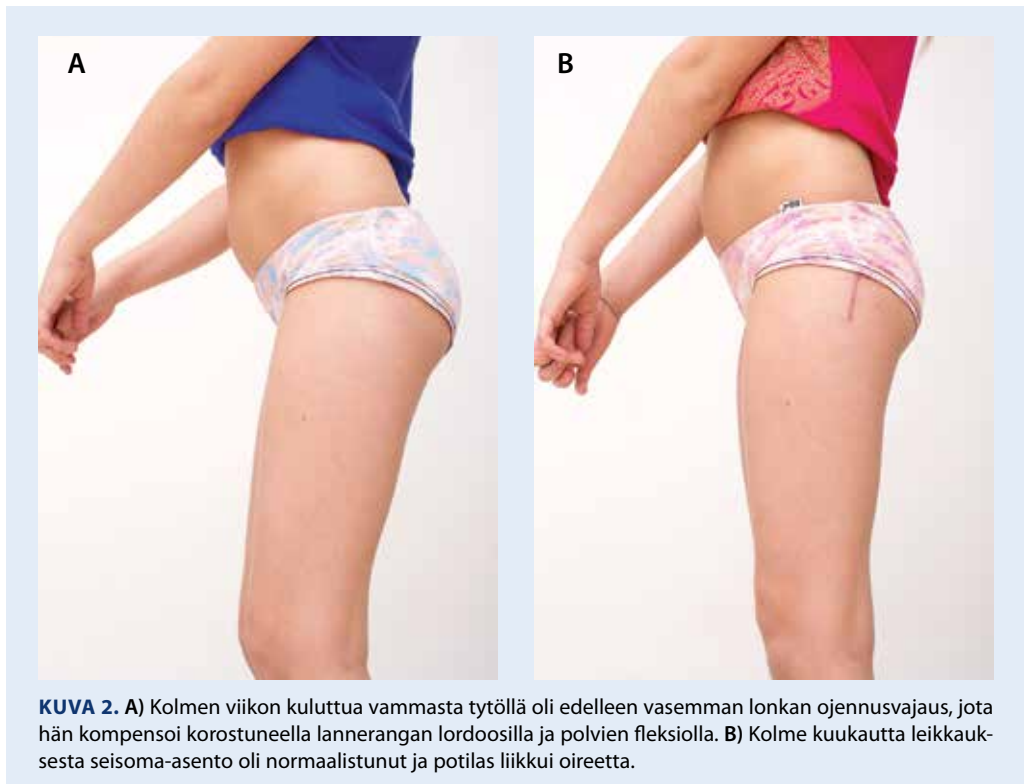 A
B
KUVA 2. A) Kolmen viikon kuluttua vammasta tytöllä oli edelleen vasemman lonkan ojennusvajaus, jota
hän kompensoi korostuneella lannerangan lordoosilla ja polvien fleksiolla. B) Kolme kuukautta leikkauk-
sesta seisoma-asento oli normaalistunut ja potilas liikkui oireetta.